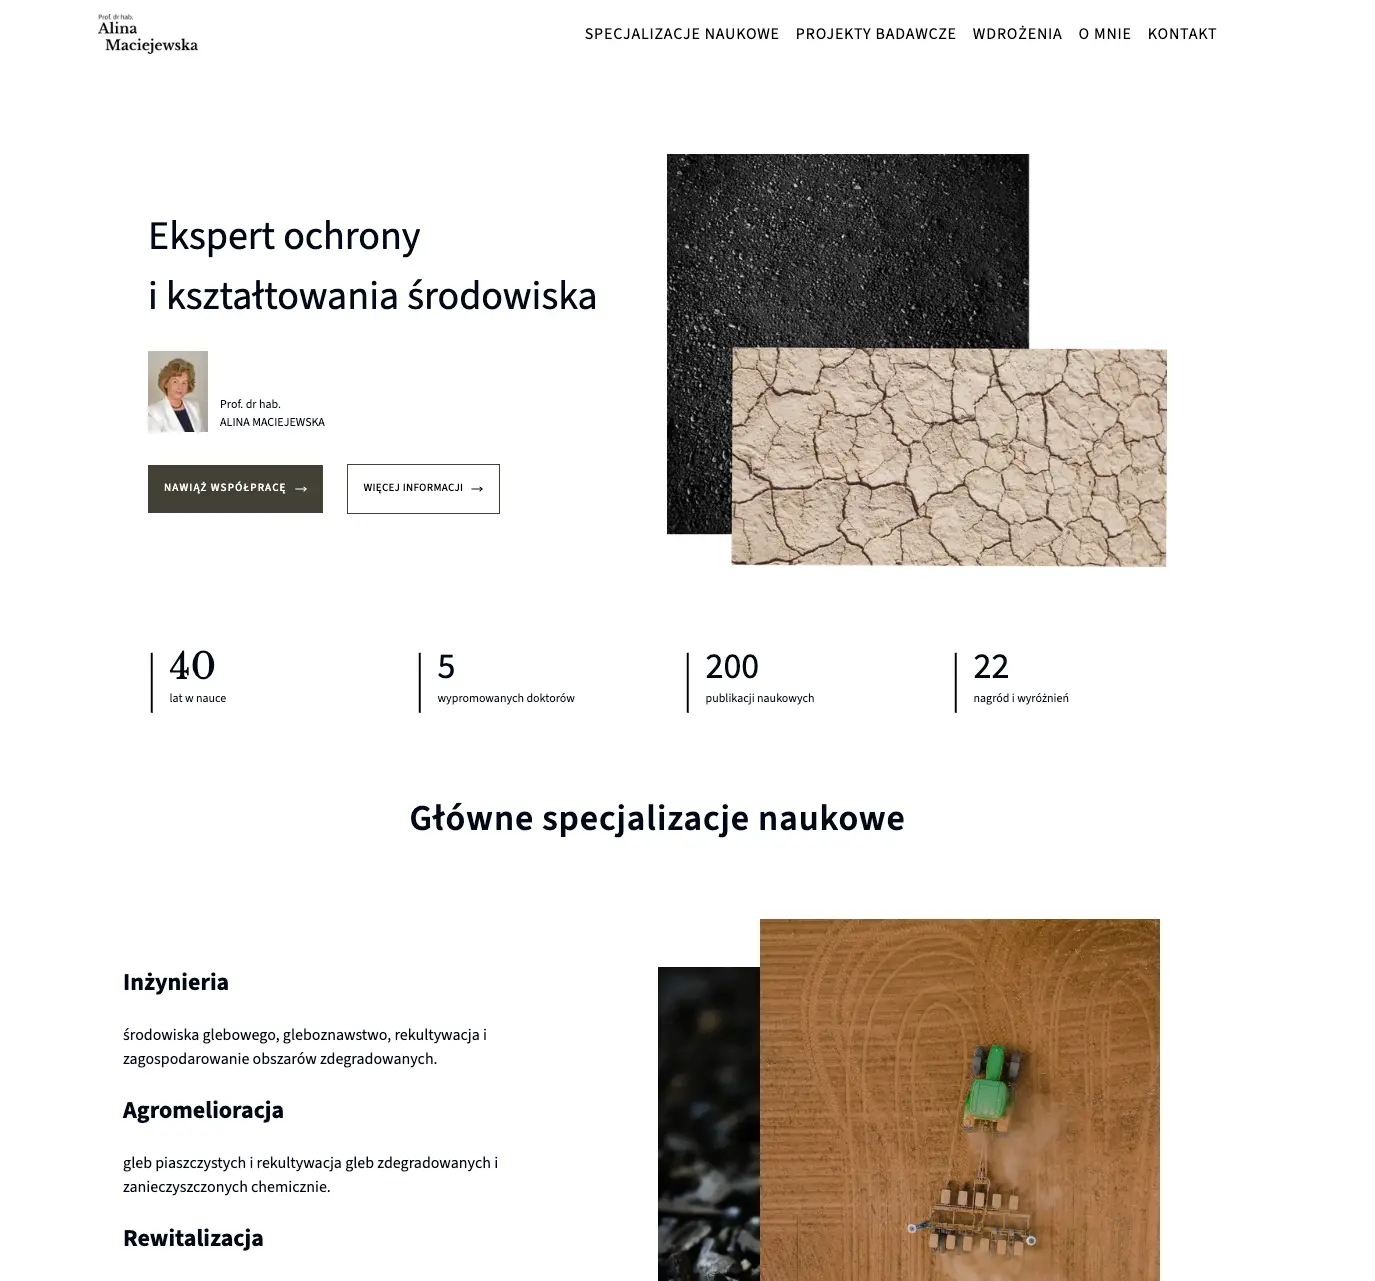 Prof. dr hab.
Alina
Maciejewska
SPECJALIZACJE NAUKOWE PROJEKTY BADAWCZE WDROŻENIA O MNIE KONTAKT
Ekspert ochrony
i kształtowania środowiska
Prof. dr hab.
ALINA MACIEJEWSKA
NAWIĄŻ WSPÓŁPRACĘ →
WIĘCEJ INFORMACJI →
40
lat w nauce
5
wypromowanych doktorów
200
publikacji naukowych
22
nagród i wyróżnień
Główne specjalizacje naukowe
Inżynieria
środowiska glebowego, gleboznawstwo, rekultywacja i
zagospodarowanie obszarów zdegradowanych.
Agromelioracja
gleb piaszczystych i rekultywacja gleb zdegradowanych i
zanieczyszczonych chemicznie.
Rewitalizacja